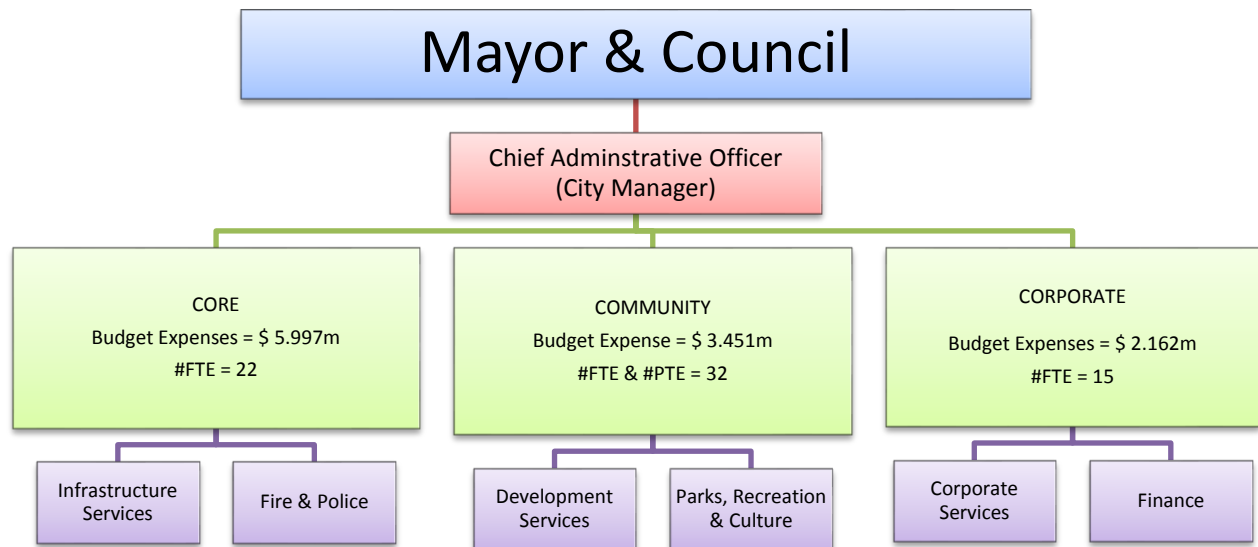 Mayor & Council
Chief Adminstrative Officer
(City Manager)
CORE
Budget Expenses = $ 5.997m
#FTE = 22
COMMUNITY
Budget Expense = $ 3.451m
#FTE & #PTE = 32
CORPORATE
Budget Expenses = $ 2.162m
#FTE = 15
Infrastructure
Services
Fire & Police
Development
Services
Parks, Recreation
& Culture
Corporate
Services
Finance